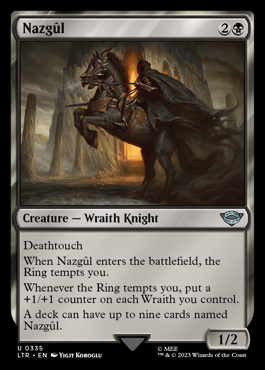 Nazgûl 2
Creature — Wraith Knight
Deathtouch
When Nazgûl enters the battlefield, the
Ring tempts you.
Whenever the Ring tempts you, put a
+1/+1 counter on each Wraith you control.
A deck can have up to nine cards named
Nazgûl.
1/2
U 0335
LTR • EN YIGIT KOROGLU
© MEE
™ & © 2023 Wizards of the Coast